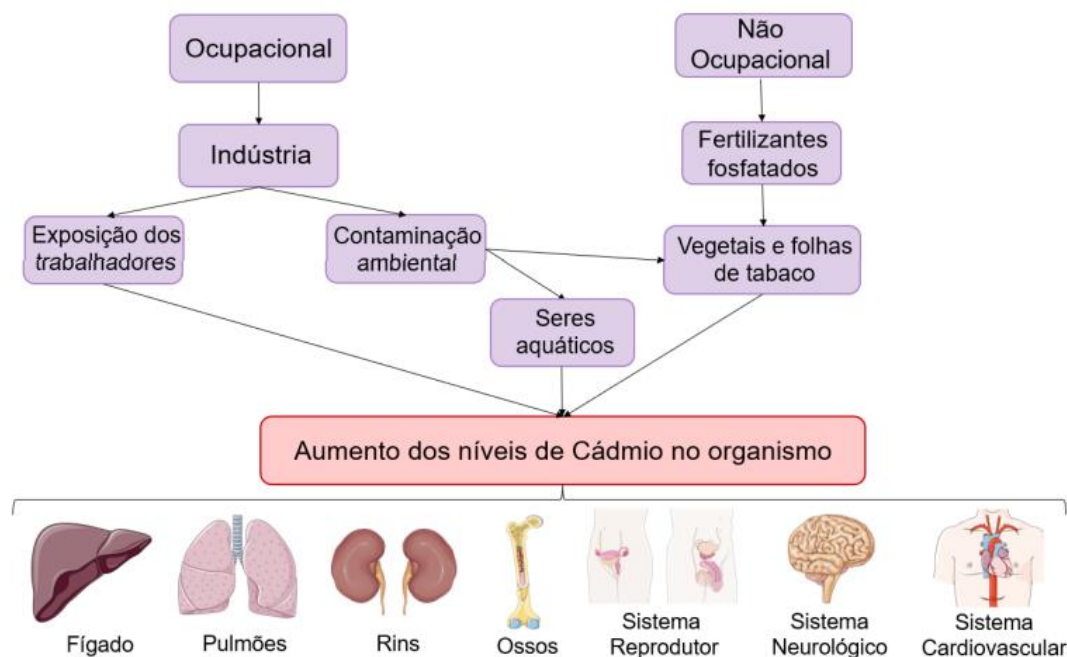 Ocupacional
Não
Ocupacional
Indústria
Fertilizantes
fosfatados
Exposição dos
trabalhadores
Contaminação
ambiental
Vegetais e folhas
de tabaco
Seres
aquáticos
Aumento dos níveis de Cádmio no organismo
Fígado
Pulmões
Rins
Ossos
Sistema
Reprodutor
Sistema
Neurológico
Sistema
Cardiovascular